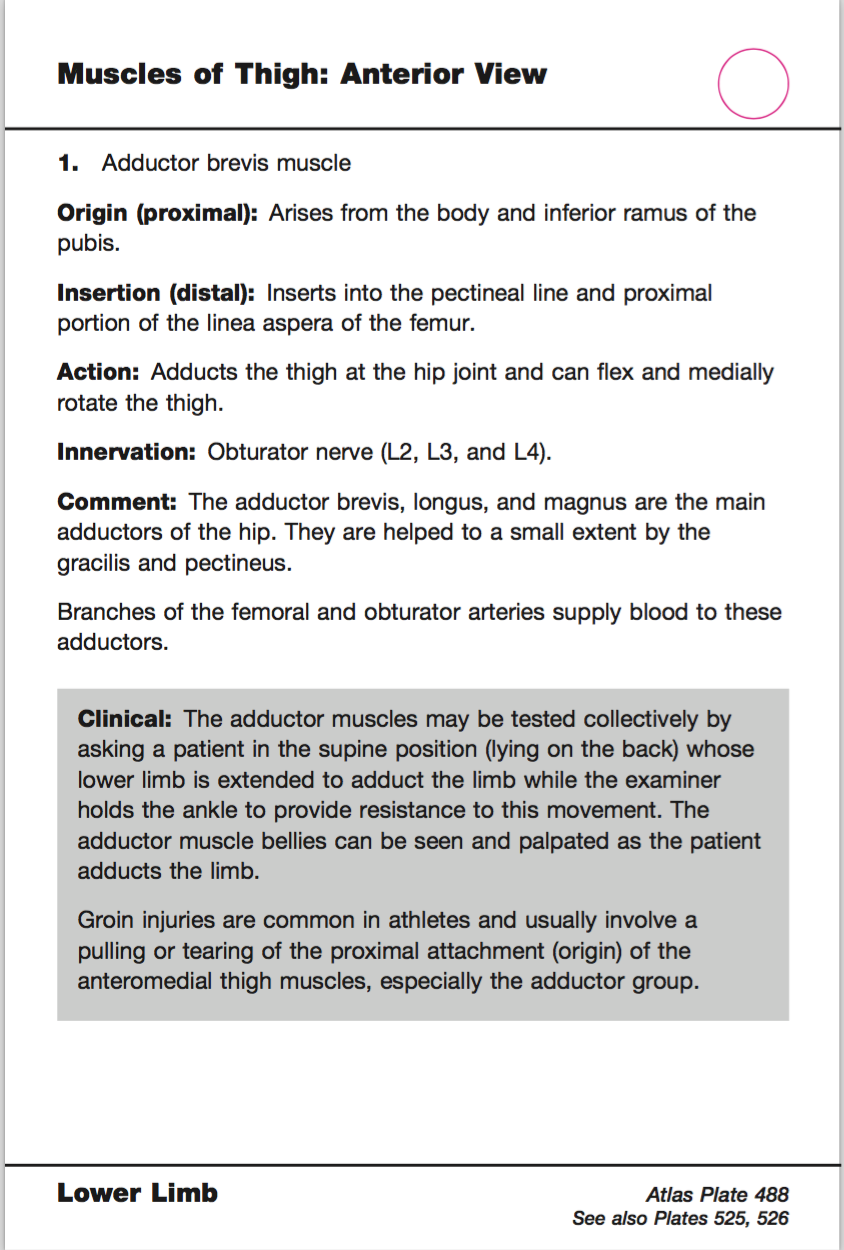 Muscles of Thigh: Anterior View
1. Adductor brevis muscle
Origin (proximal): Arises from the body and inferior ramus of the
pubis.
Insertion (distal): Inserts into the pectineal line and proximal
portion of the linea aspera of the femur.
Action: Adducts the thigh at the hip joint and can flex and medially
rotate the thigh.
Innervation: Obturator nerve (L2, L3, and L4).
Comment: The adductor brevis, longus, and magnus are the main
adductors of the hip. They are helped to a small extent by the
gracilis and pectineus.
Branches of the femoral and obturator arteries supply blood to these
adductors.
Clinical: The adductor muscles may be tested collectively by
asking a patient in the supine position (lying on the back) whose
lower limb is extended to adduct the limb while the examiner
holds the ankle to provide resistance to this movement. The
adductor muscle bellies can be seen and palpated as the patient
adducts the limb.
Groin injuries are common in athletes and usually involve a
pulling or tearing of the proximal attachment (origin) of the
anteromedial thigh muscles, especially the adductor group.
Lower Limb
Atlas Plate 488
See also Plates 525, 526